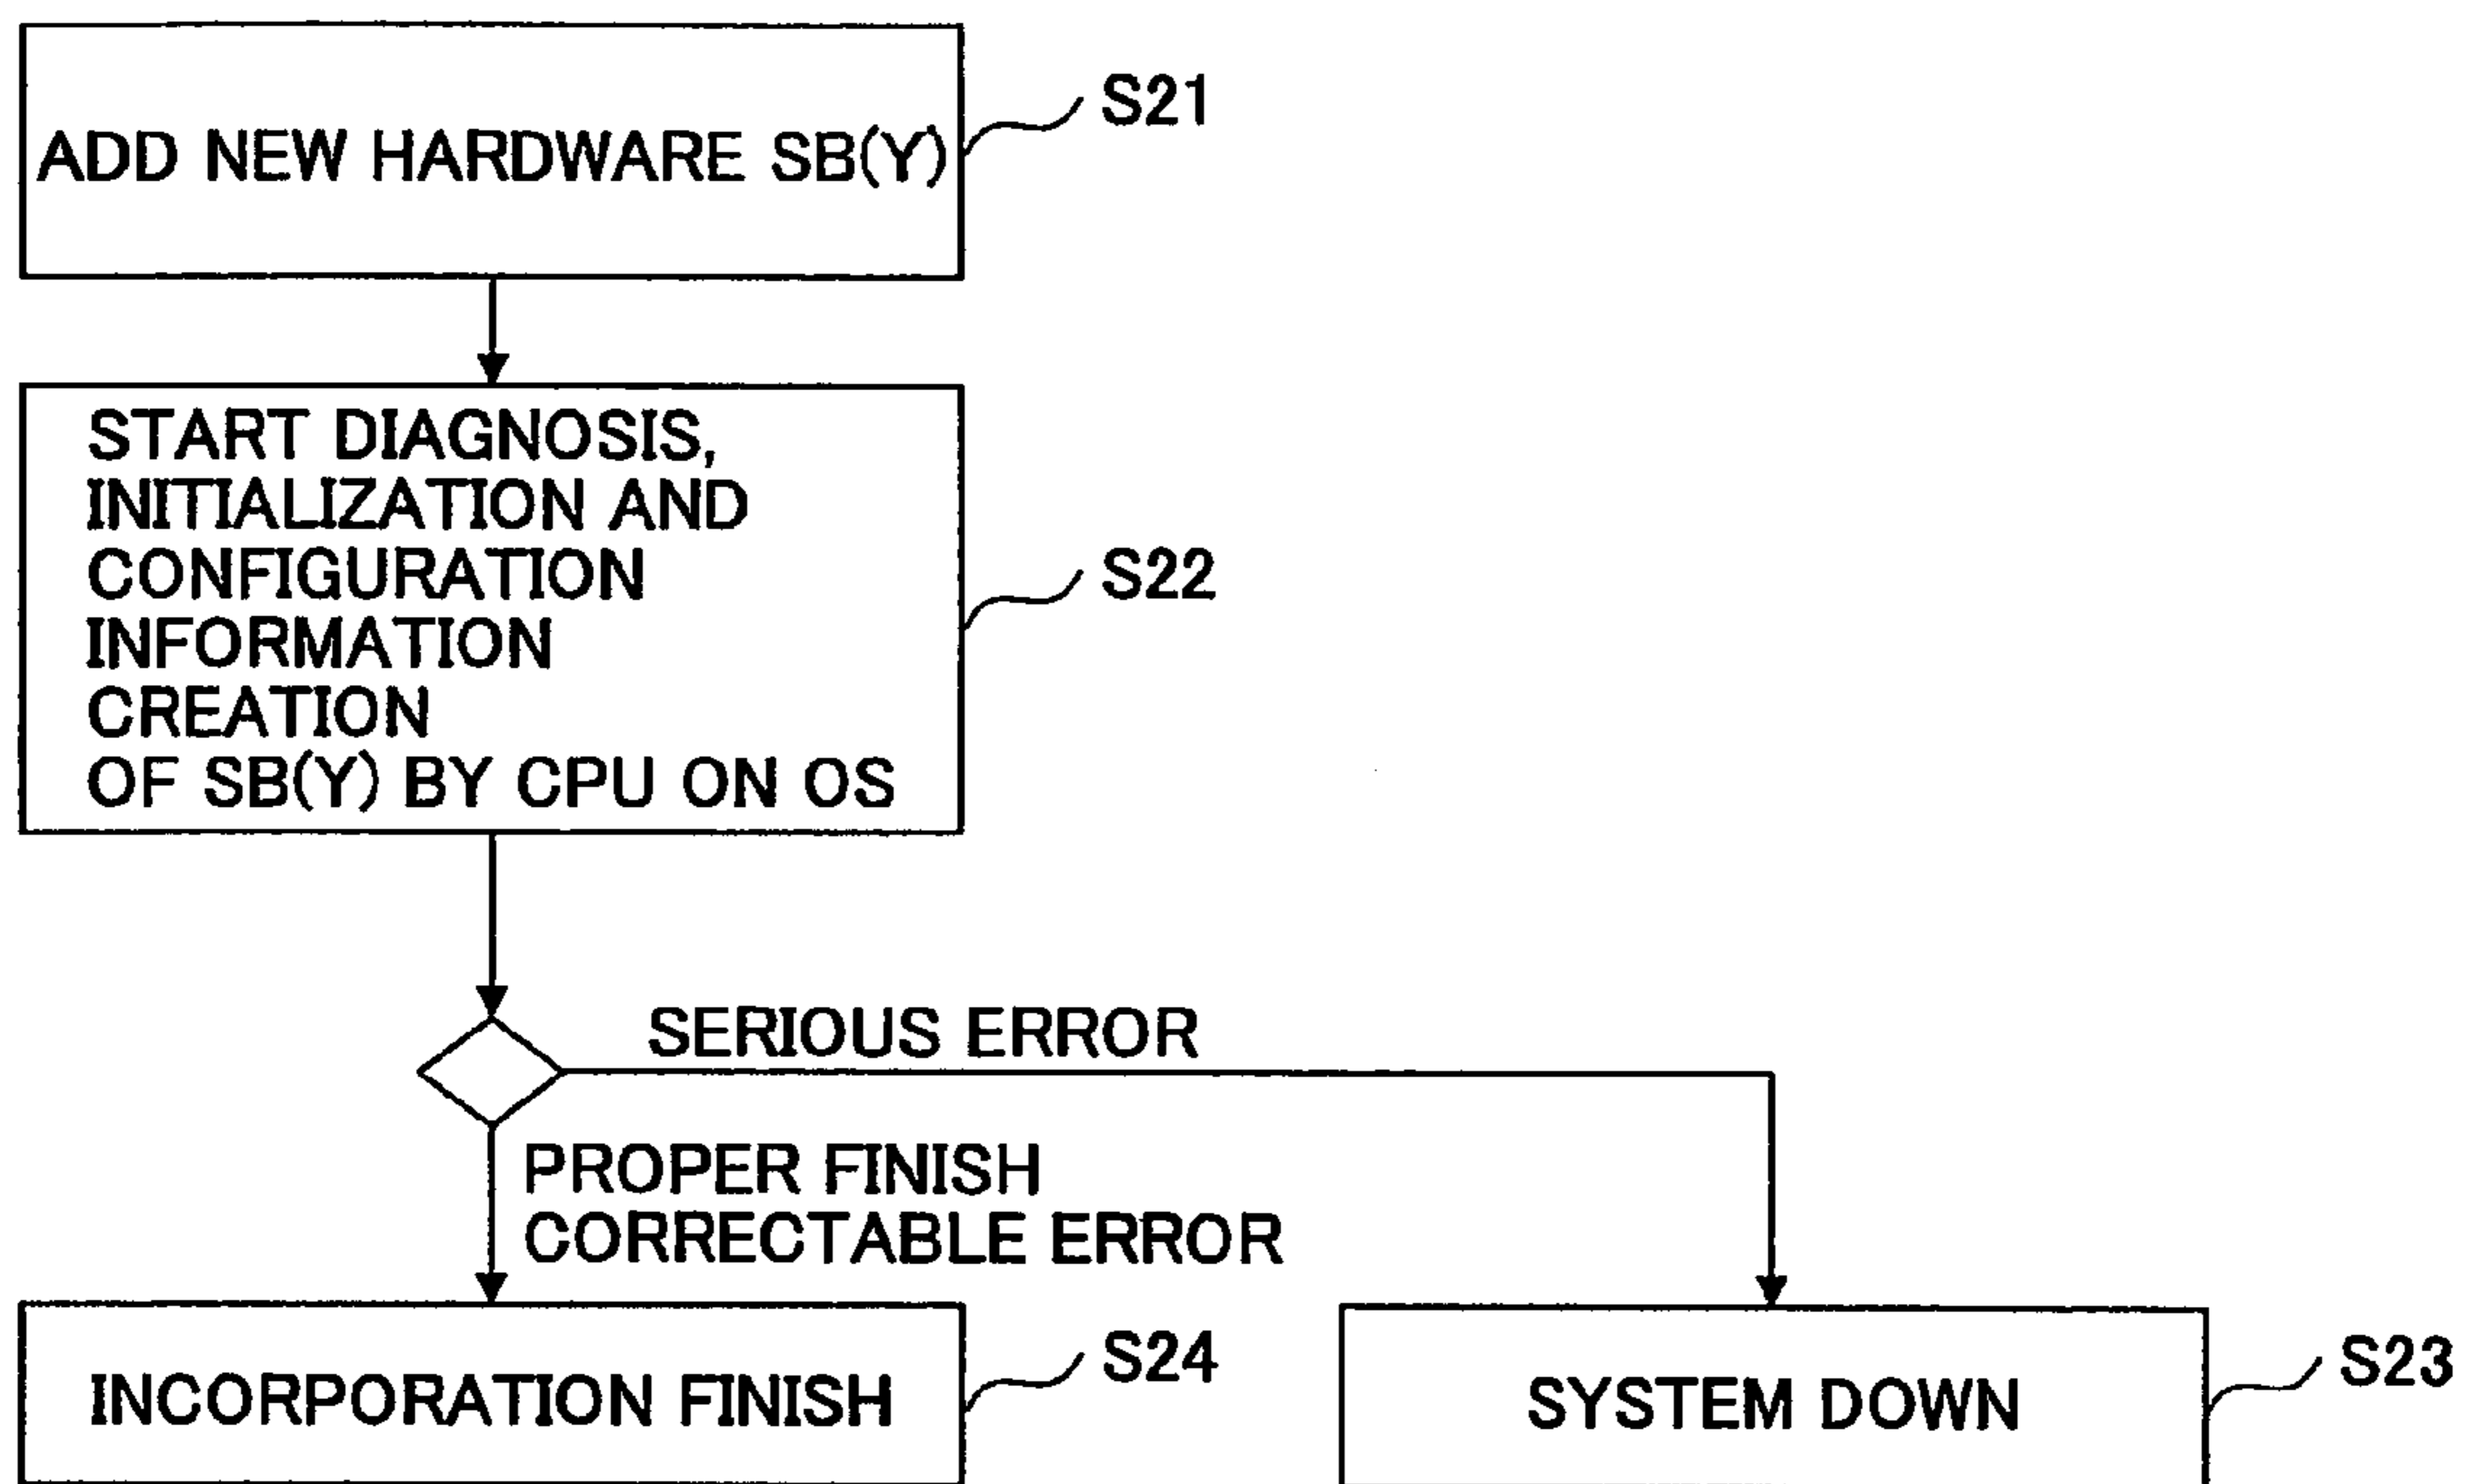 S21
ADD NEW HARDWARE SB(Y)
START DIAGNOSIS,
INITIALIZATION AND
CONFIGURATION
INFORMATION
CREATION
OF SB(Y) BY CPU ON OS
S22
SERIOUS ERROR
PROPER FINISH
CORRECTABLE ERROR
INCORPORATION FINISH
S24
SYSTEM DOWN
S23